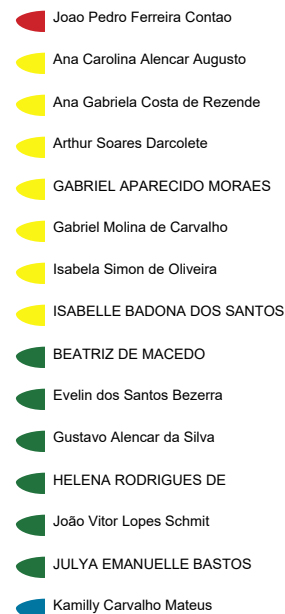 Joao Pedro Ferreira Contao
Ana Carolina Alencar Augusto
Ana Gabriela Costa de Rezende
Arthur Soares Darcolete
GABRIEL APARECIDO MORAES
Gabriel Molina de Carvalho
Isabela Simon de Oliveira
ISABELLE BADONA DOS SANTOS
BEATRIZ DE MACEDO
Evelin dos Santos Bezerra
Gustavo Alencar da Silva
HELENA RODRIGUES DE
João Vitor Lopes Schmit
JULYA EMANUELLE BASTOS
Kamilly Carvalho Mateus